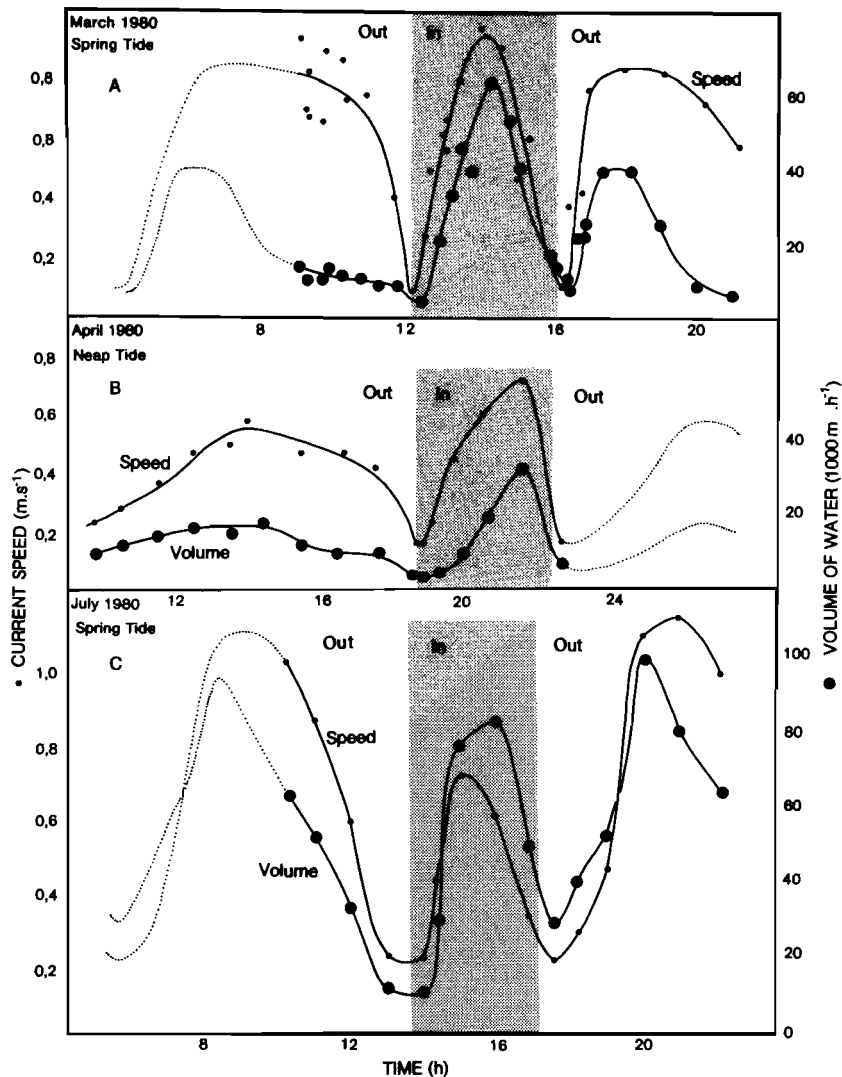 March 1980
Spring Tide
A
Out
In
Out
Speed
0,8
0,8
0,4
0,2
60
40
20
8
12
16
20
April 1980
Neap Tide
B
Out
In
Out
Speed
Volume
0,8
0,6
0,4
0,2
40
20
12
16
20
24
July 1980
Spring Tide
C
Out
In
Out
Speed
Volume
1,0
0,8
0,6
0,4
0,2
100
80
60
40
20
0
8
12
16
20
TIME (h)
• CURRENT SPEED (m.s⁻¹)
● VOLUME OF WATER (1000m .h⁻¹)